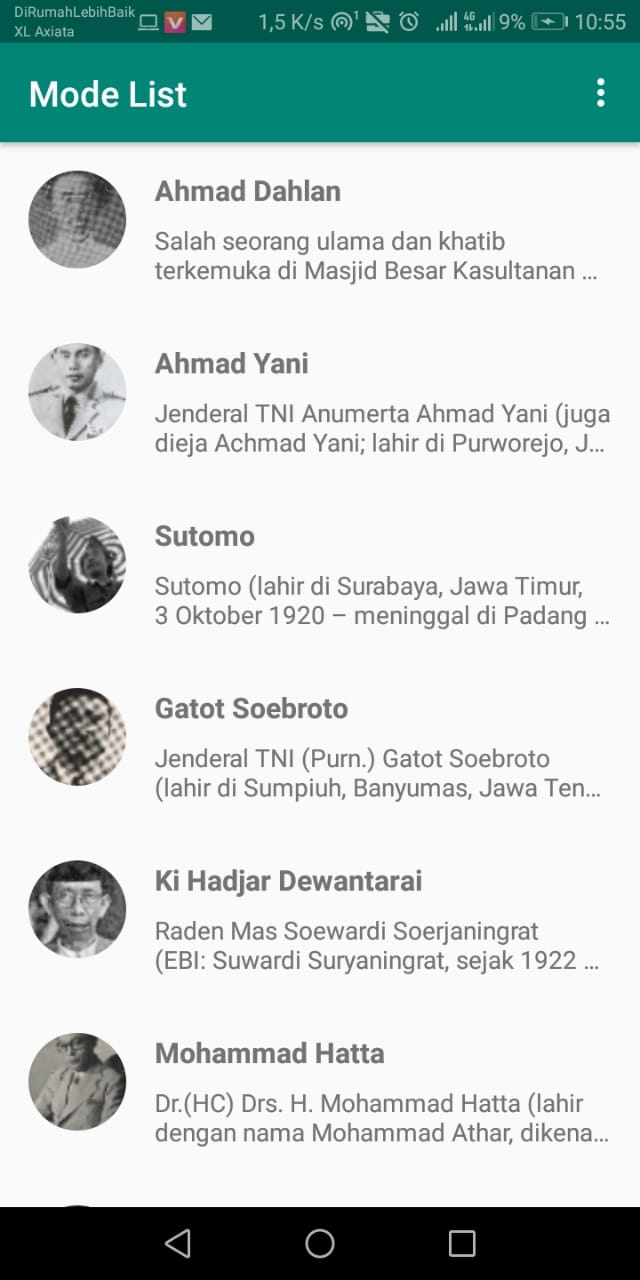 DiRumahLebihBaik 1,5 K/s 4G 9% 10:55
XL Axiata
Mode List
Ahmad Dahlan
Salah seorang ulama dan khatib
terkemuka di Masjid Besar Kasultanan ...
Ahmad Yani
Jenderal TNI Anumerta Ahmad Yani (juga
dieja Achmad Yani; lahir di Purworejo, J...
Sutomo
Sutomo (lahir di Surabaya, Jawa Timur,
3 Oktober 1920 – meninggal di Padang ...
Gatot Soebroto
Jenderal TNI (Purn.) Gatot Soebroto
(lahir di Sumpiuh, Banyumas, Jawa Ten...
Ki Hadjar Dewantarai
Raden Mas Soewardi Soerjaningrat
(EBI: Suwardi Suryaningrat, sejak 1922 ...
Mohammad Hatta
Dr.(HC) Drs. H. Mohammad Hatta (lahir
dengan nama Mohammad Athar, dikena...